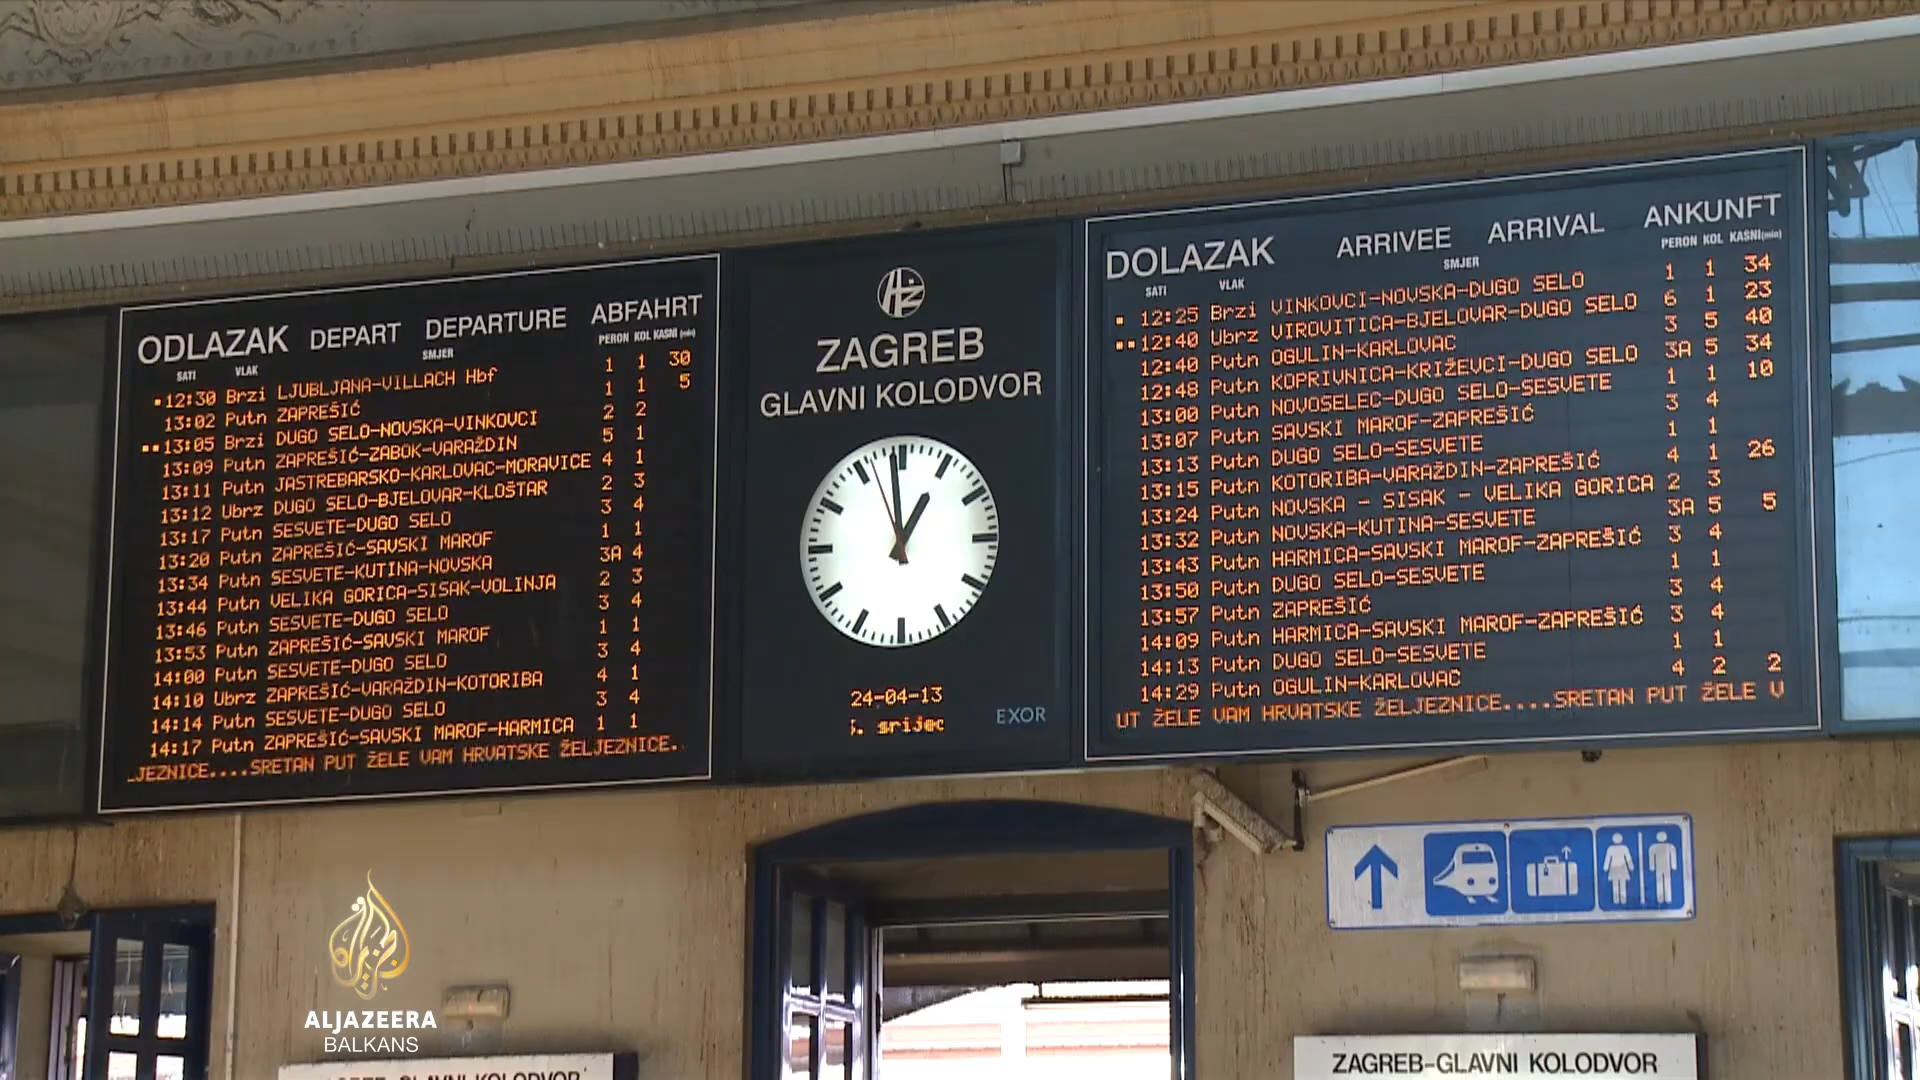 ODLAZAK DEPART DEPARTURE ABFAHRT
SATI VLAK SMJER PERON KOL KASNI (min)
12:30 Brzi LJUBLJANA-VILLACH Hbf 1 1 30
13:02 Putn ZAPREŠIĆ 1 1 5
13:05 Brzi DUGO SELO-NOVSKA-VINKOVCI 2 2
13:09 Putn ZAPREŠIĆ-ZABOK-VARAŽDIN 5 1
13:11 Putn JASTREBARSKO-KARLOVAC-MORAVICE 4 1
13:12 Ubrz DUGO SELO-BJELOVAR-KLOŠTAR 2 3
13:17 Putn SESVETE-DUGO SELO 3 4
13:20 Putn ZAPREŠIĆ-SAVSKI MAROF 1 1
13:34 Putn SESVETE-KUTINA-NOVSKA 3A 4
13:44 Putn VELIKA GORICA-SISAK-VOLINJA 2 3
13:46 Putn SESVETE-DUGO SELO 3 4
13:53 Putn ZAPREŠIĆ-SAVSKI MAROF 1 1
14:00 Putn SESVETE-DUGO SELO 3 4
14:10 Ubrz ZAPREŠIĆ-VARAŽDIN-KOTORIBA 4 1
14:14 Putn SESVETE-DUGO SELO 3 4
14:17 Putn ZAPREŠIĆ-SAVSKI MAROF-HARMICA 1 1
JEZNICE....SRETAN PUT ŽELE VAM HRVATSKE ŽELJEZNICE.
HŽ
ZAGREB
GLAVNI KOLODVOR
24-04-13
EXOR
DOLAZAK ARRIVEE ARRIVAL ANKUNFT
SATI VLAK SMJER PERON KOL KASNI(min)
12:25 Brzi VINKOVCI-NOVSKA-DUGO SELO 1 1 34
12:40 Ubrz VIROVITICA-BJELOVAR-DUGO SELO 6 1 23
12:40 Putn OGULIN-KARLOVAC 3 5 40
12:48 Putn KOPRIVNICA-KRIŽEVCI-DUGO SELO 3A 5 34
13:00 Putn NOVOSELEC-DUGO SELO-SESVETE 1 1 10
13:07 Putn SAVSKI MAROF-ZAPREŠIĆ 3 4
13:13 Putn DUGO SELO-SESVETE 1 1
13:15 Putn KOTORIBA-VARAŽDIN-ZAPREŠIĆ 4 1 26
13:24 Putn NOVSKA - SISAK - VELIKA GORICA 2 3
13:32 Putn NOVSKA-KUTINA-SESVETE 3A 5 5
13:43 Putn HARMICA-SAVSKI MAROF-ZAPREŠIĆ 3 4
13:50 Putn DUGO SELO-SESVETE 1 1
13:57 Putn ZAPREŠIĆ 3 4
14:09 Putn HARMICA-SAVSKI MAROF-ZAPREŠIĆ 3 4
14:13 Putn DUGO SELO-SESVETE 1 1
14:29 Putn OGULIN-KARLOVAC 4 2 2
UT ŽELE VAM HRVATSKE ŽELJEZNICE....SRETAN PUT ŽELE V
الجزيرة
ALJAZEERA
BALKANS
GLAVNI KOLODVOR
ZAGREB-GLAVNI KOLODVOR